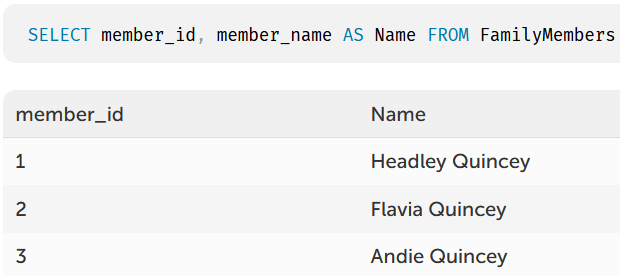 SELECT member_id, member_name AS Name FROM FamilyMembers
member_id Name
1 Headley Quincey
2 Flavia Quincey
3 Andie Quincey